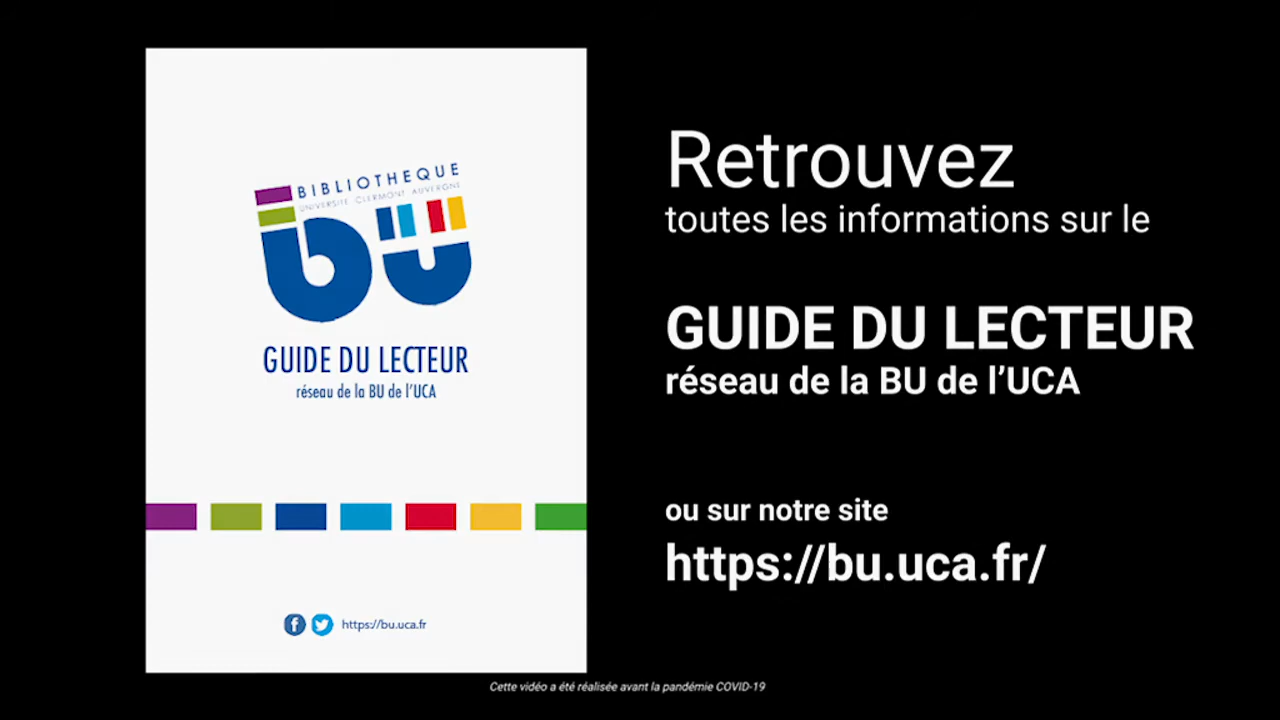 BIBLIOTHEQUE
UNIVERSITÉ CLERMONT AUVERGNE
bu
GUIDE DU LECTEUR
réseau de la BU de l'UCA
https://bu.uca.fr
Retrouvez
toutes les informations sur le
GUIDE DU LECTEUR
réseau de la BU de l'UCA
ou sur notre site
https://bu.uca.fr/
Cette vidéo a été réalisée avant la pandémie COVID-19